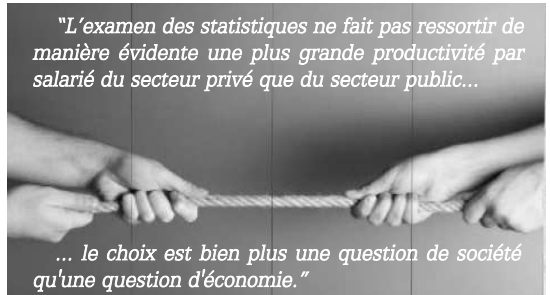 “L’examen des statistiques ne fait pas ressortir de
manière évidente une plus grande productivité par
salarié du secteur privé que du secteur public...
... le choix est bien plus une question de société
qu'une question d'économie.”